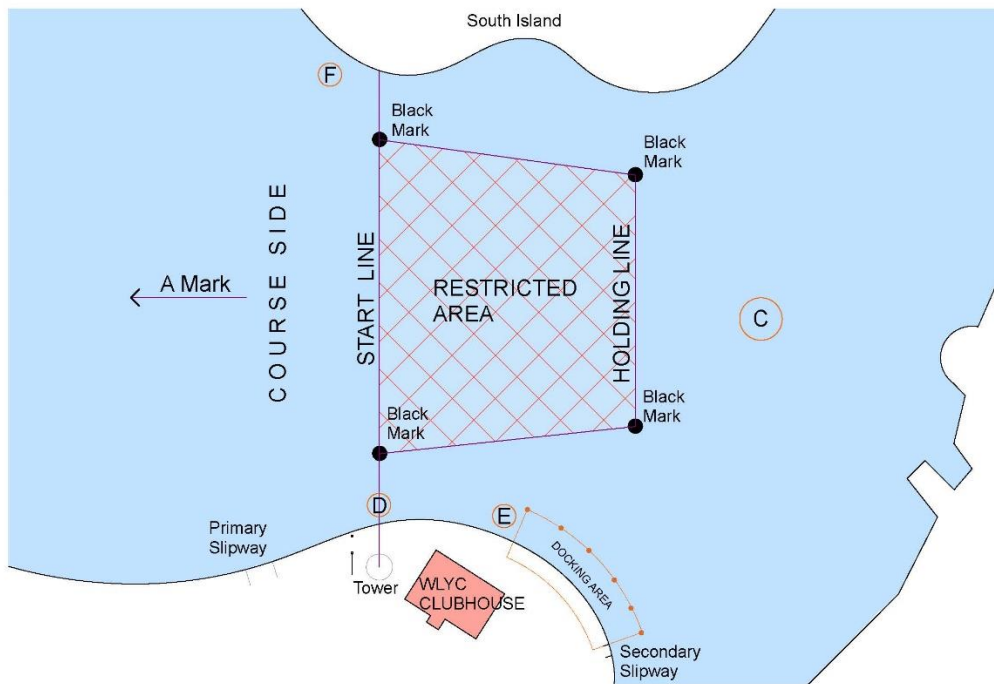 South Island
F
Black
Mark
Black
Mark
COURSE SIDE
START LINE
A Mark
RESTRICTED
AREA
HOLDING LINE
C
Black
Mark
Black
Mark
D
E
Primary
Slipway
DOCKING AREA
Tower
WLYC
CLUBHOUSE
Secondary
Slipway